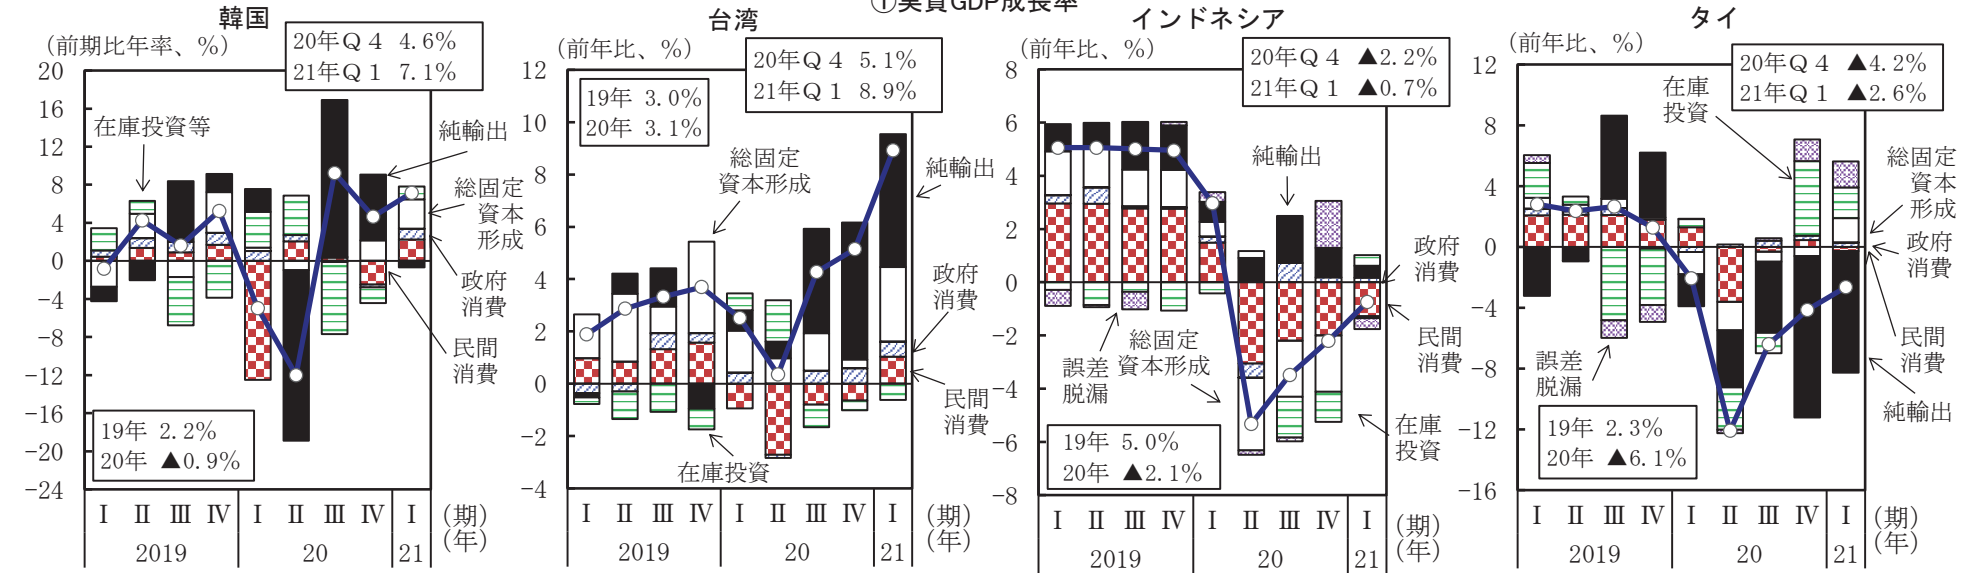 ①実質GDP成長率
韓国
(前期比年率、%)
20年Q4 4.6%
21年Q1 7.1%
20
16
12
8
4
0
-4
-8
-12
-16
-20
-24
在庫投資等
純輸出
総固定
資本
形成
政府
消費
民間
消費
19年 2.2%
20年 ▲0.9%
Ⅰ Ⅱ Ⅲ Ⅳ Ⅰ Ⅱ Ⅲ Ⅳ Ⅰ (期)
2019 20 21 (年)
台湾
(前年比、%)
20年Q4 5.1%
21年Q1 8.9%
19年 3.0%
20年 3.1%
12
10
8
6
4
2
0
-2
-4
総固定
資本形成
純輸出
政府
消費
民間
消費
在庫投資
Ⅰ Ⅱ Ⅲ Ⅳ Ⅰ Ⅱ Ⅲ Ⅳ Ⅰ (期)
2019 20 21 (年)
インドネシア
(前年比、%)
20年Q4 ▲2.2%
21年Q1 ▲0.7%
8
6
4
2
0
-2
-4
-6
-8
純輸出
政府
消費
民間
消費
誤差
脱漏
総固定
資本形成
在庫
投資
19年 5.0%
20年 ▲2.1%
Ⅰ Ⅱ Ⅲ Ⅳ Ⅰ Ⅱ Ⅲ Ⅳ Ⅰ (期)
2019 20 21 (年)
タイ
(前年比、%)
20年Q4 ▲4.2%
21年Q1 ▲2.6%
12
8
4
0
-4
-8
-12
-16
在庫
投資
総固定
資本
形成
政府
消費
民間
消費
純輸出
誤差
脱漏
19年 2.3%
20年 ▲6.1%
Ⅰ Ⅱ Ⅲ Ⅳ Ⅰ Ⅱ Ⅲ Ⅳ Ⅰ (期)
2019 20 21 (年)